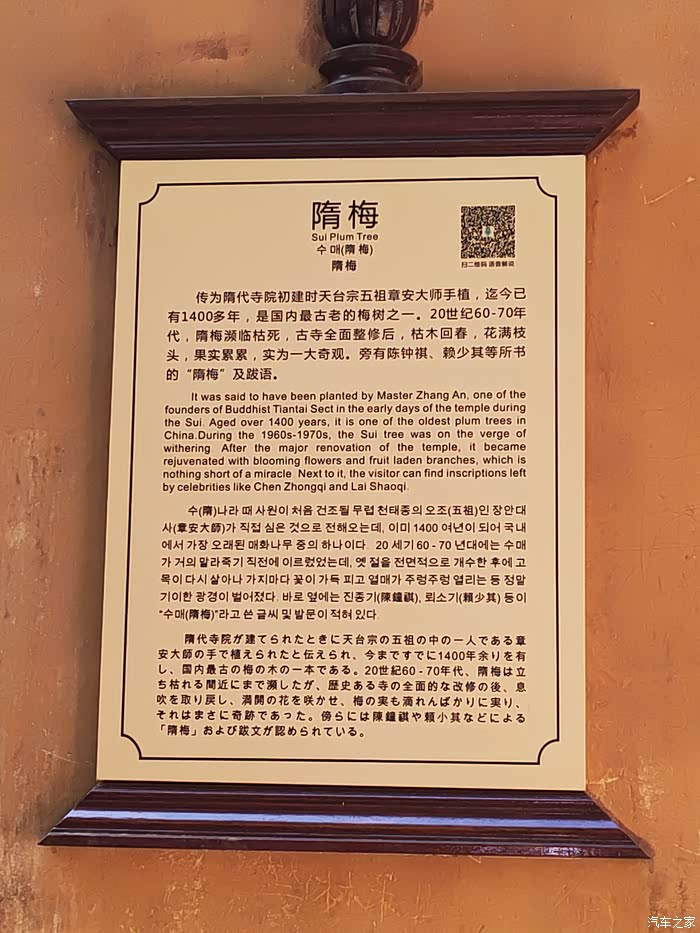 隋梅
Sui Plum Tree
수매(隋梅)
隋梅
扫二维码 语音解说
传为隋代寺院初建时天台宗五祖章安大师手植，迄今已
有1400多年，是国内最古老的梅树之一。20世纪60-70年
代，隋梅濒临枯死，古寺全面整修后，枯木回春，花满枝
头，果实累累，实为一大奇观。旁有陈钟祺、赖少其等所书
的“隋梅”及跋语。
It was said to have been planted by Master Zhang An, one of the
founders of Buddhist Tiantai Sect in the early days of the temple during
the Sui. Aged over 1400 years, it is one of the oldest plum trees in
China.During the 1960s-1970s, the Sui tree was on the verge of
withering. After the major renovation of the temple, it became
rejuvenated with blooming flowers and fruit laden branches, which is
nothing short of a miracle. Next to it, the visitor can find inscriptions left
by celebrities like Chen Zhongqi and Lai Shaoqi.
수(隋)나라 때 사원이 처음 건조될 무렵 천태종의 오조(五祖)인 장안대
사(章安大師)가 직접 심은 것으로 전해오는데, 이미 1400 여년이 되어 국내
에서 가장 오래된 매화나무 중의 하나이다. 20 세기 60 - 70 년대에는 수매
가 거의 말라죽기 직전에 이르렀었는데, 옛 절을 전면적으로 개수한 후에 고
목이 다시 살아나 가지마다 꽃이 가득 피고 열매가 주렁주렁 열리는 등 정말
기이한 광경이 벌어졌다. 바로 옆에는 진종기(陳鐘祺), 뢰소기(賴少其) 등이
“수매(隋梅)”라고 쓴 글씨 및 발문이 적혀 있다.
隋代寺院が建てられたときに天台宗の五祖の中の一人である章
安大師の手で植えられたと伝えられ、今まですでに1400年余りを有
し、国内最古の梅の木の一本である。20世紀60 - 70年代、隋梅は立
ち枯れる間近にまで瀕したが、歴史ある寺の全面的な改修の後、息
吹を取り戻し、満開の花を咲かせ、梅の実も滴れんばかりに実り、
それはまさに奇跡であった。傍らには陳鐘祺や頼小其などによる
「隋梅」および跋文が認められている。
汽车之家